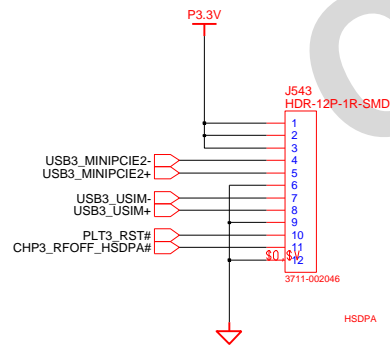 P3.3V
J543
HDR-12P-1R-SMD
1
2
3
USB3_MINIPCIE2- 4
USB3_MINIPCIE2+ 5
6
USB3_USIM- 7
USB3_USIM+ 8
9
PLT3_RST# 10
CHP3_RFOFF_HSDPA# 11
12
3711-002046
HSDPA